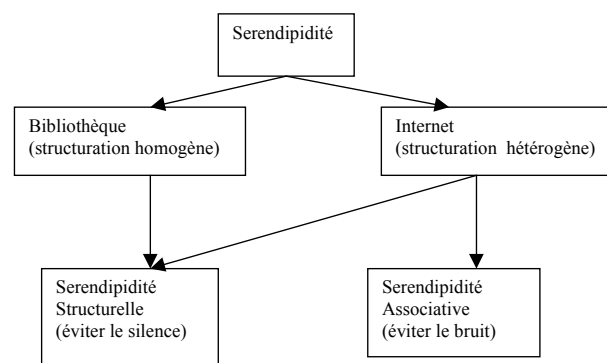 Serendipidité
Bibliothèque
(structuration homogène)
Internet
(structuration hétérogène)
Serendipidité
Structurelle
(éviter le silence)
Serendipidité
Associative
(éviter le bruit)